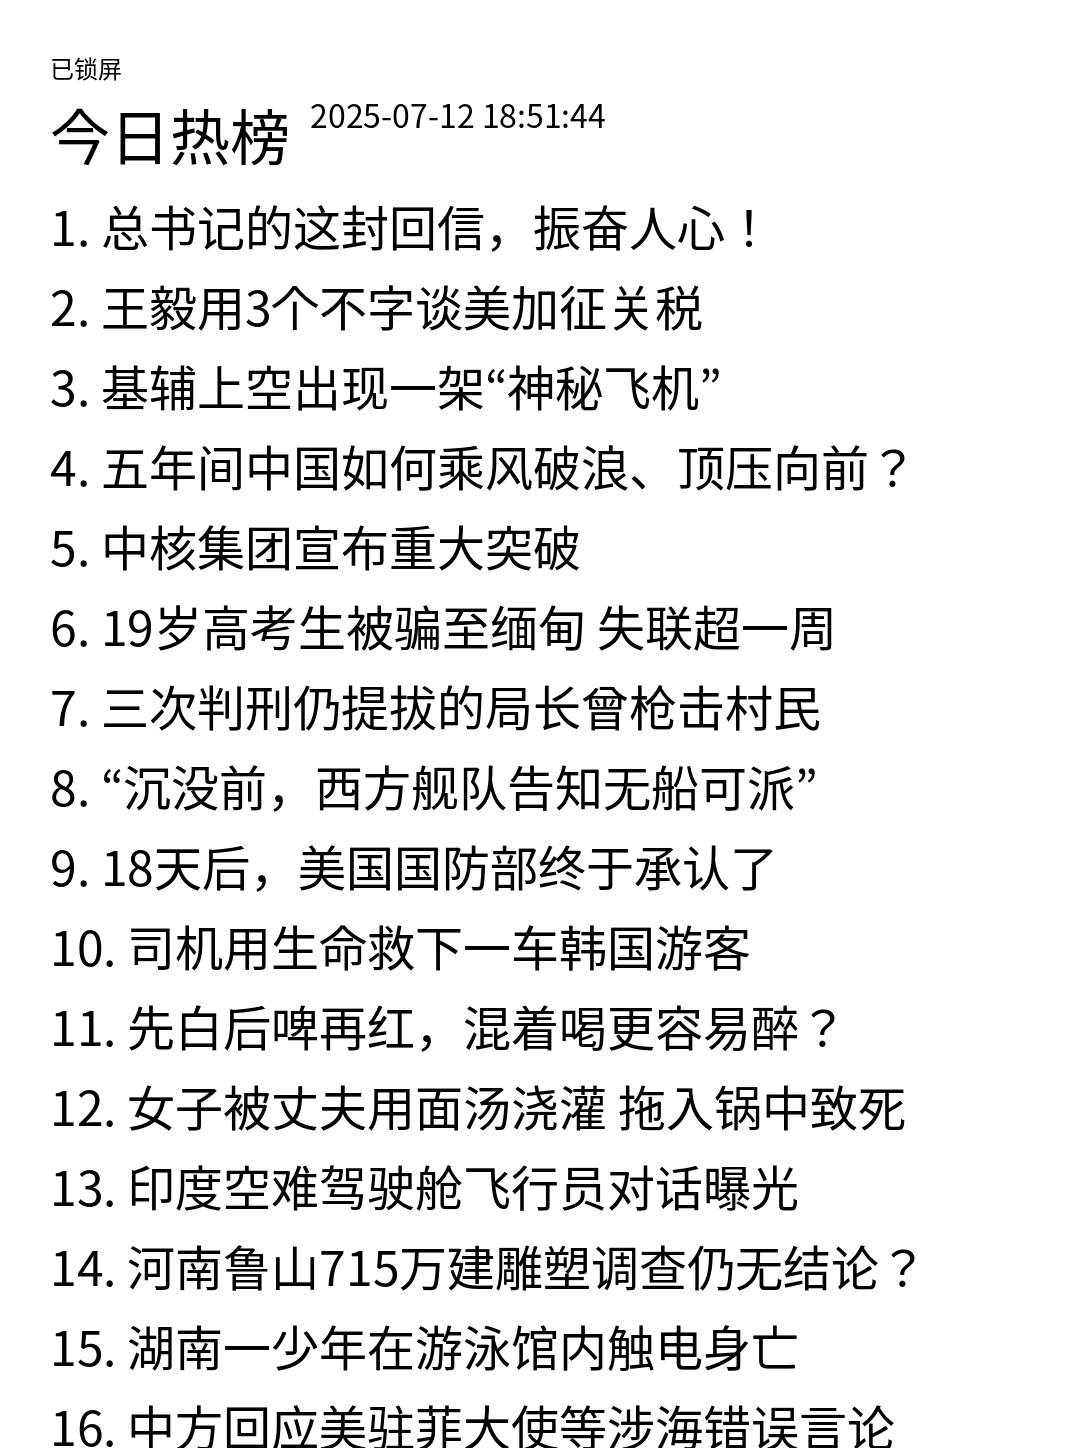 已锁屏
今日热榜 2025-07-12 18:51:44
1. 总书记的这封回信，振奋人心！
2. 王毅用3个不字谈美加征关税
3. 基辅上空出现一架“神秘飞机”
4. 五年间中国如何乘风破浪、顶压向前？
5. 中核集团宣布重大突破
6. 19岁高考生被骗至缅甸 失联超一周
7. 三次判刑仍提拔的局长曾枪击村民
8. “沉没前，西方舰队告知无船可派”
9. 18天后，美国国防部终于承认了
10. 司机用生命救下一车韩国游客
11. 先白后啤再红，混着喝更容易醉？
12. 女子被丈夫用面汤浇灌 拖入锅中致死
13. 印度空难驾驶舱飞行员对话曝光
14. 河南鲁山715万建雕塑调查仍无结论？
15. 湖南一少年在游泳馆内触电身亡
16. 中方回应美驻菲大使等涉海错误言论